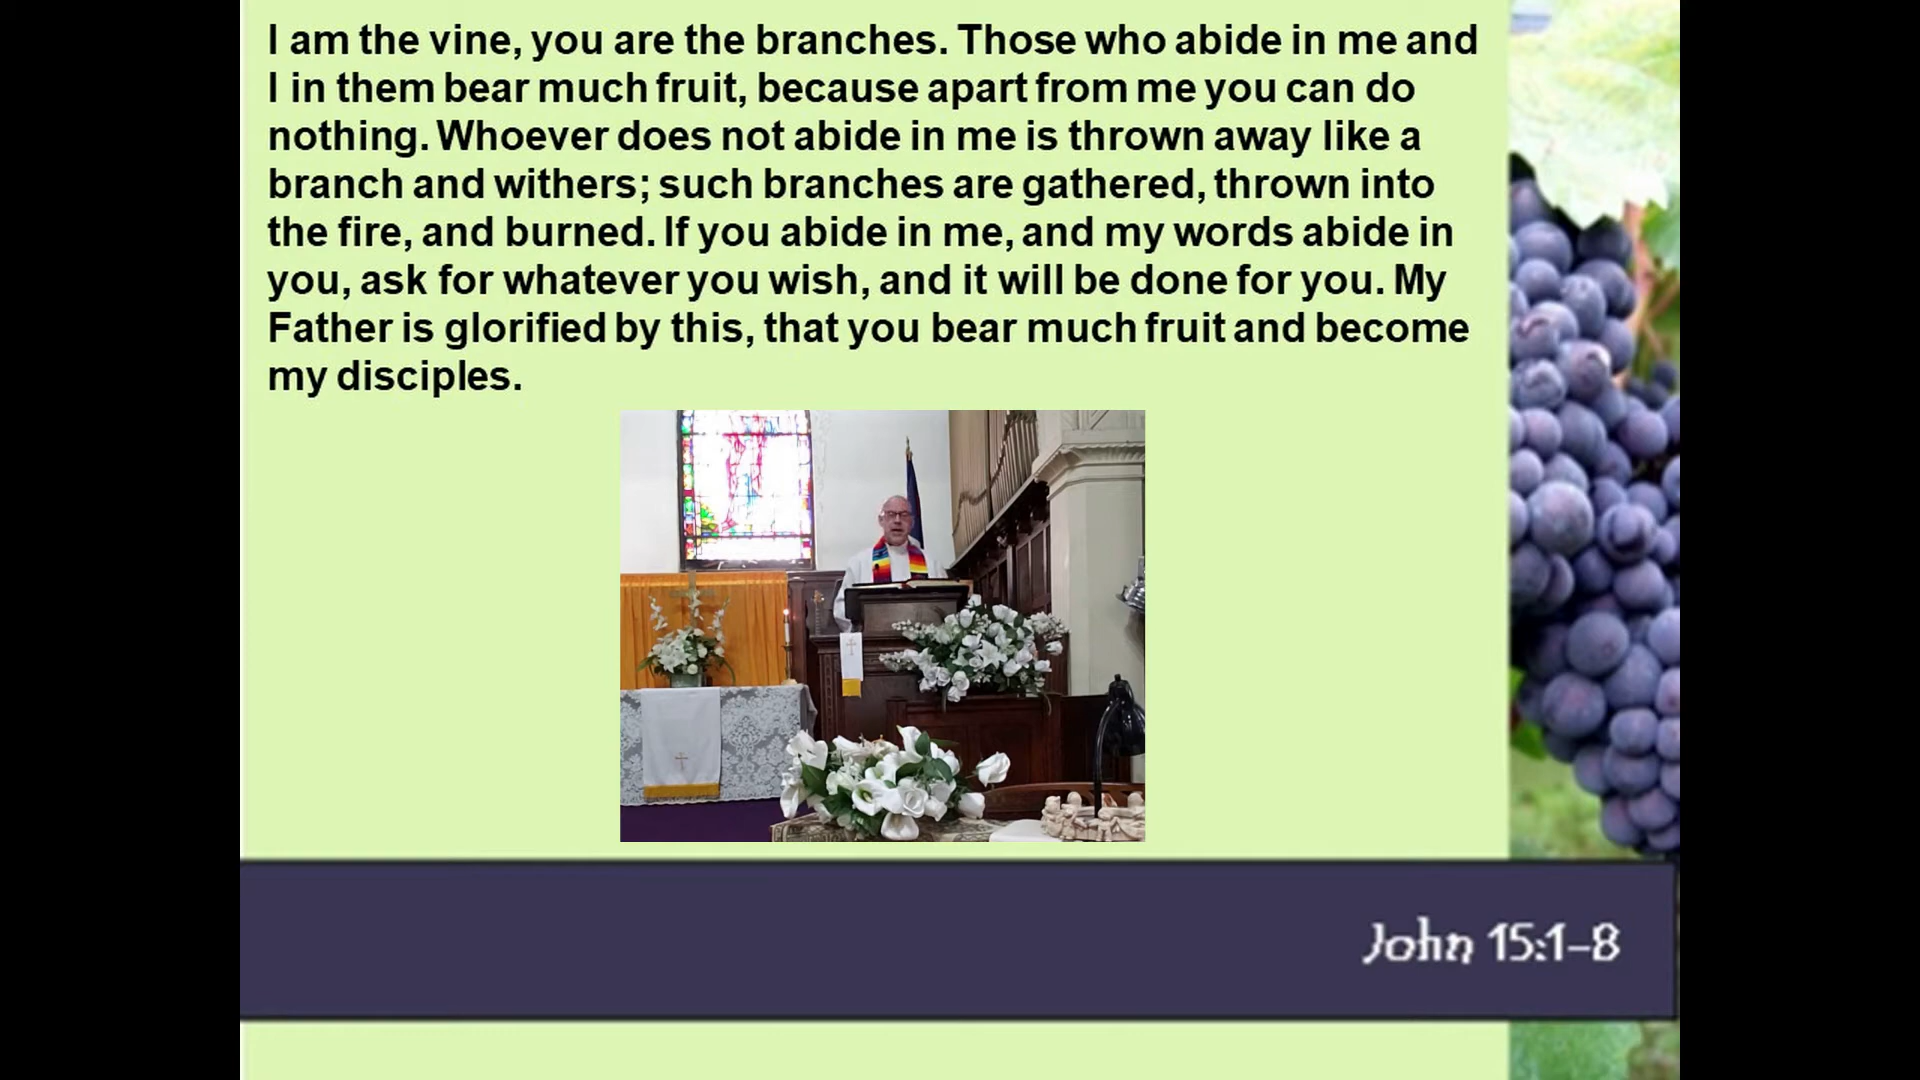 I am the vine, you are the branches. Those who abide in me and
I in them bear much fruit, because apart from me you can do
nothing. Whoever does not abide in me is thrown away like a
branch and withers; such branches are gathered, thrown into
the fire, and burned. If you abide in me, and my words abide in
you, ask for whatever you wish, and it will be done for you. My
Father is glorified by this, that you bear much fruit and become
my disciples.
John 15:1–8